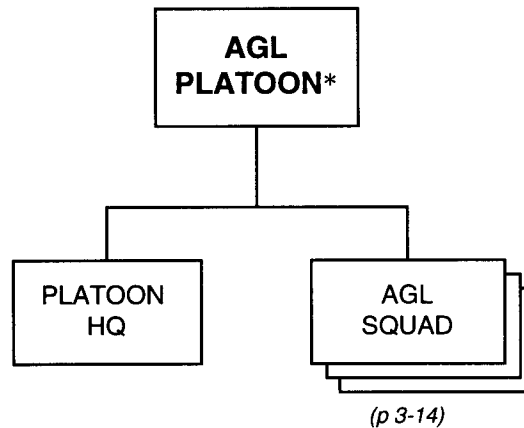 AGL
PLATOON*
PLATOON
HQ
AGL
SQUAD
(p 3-14)